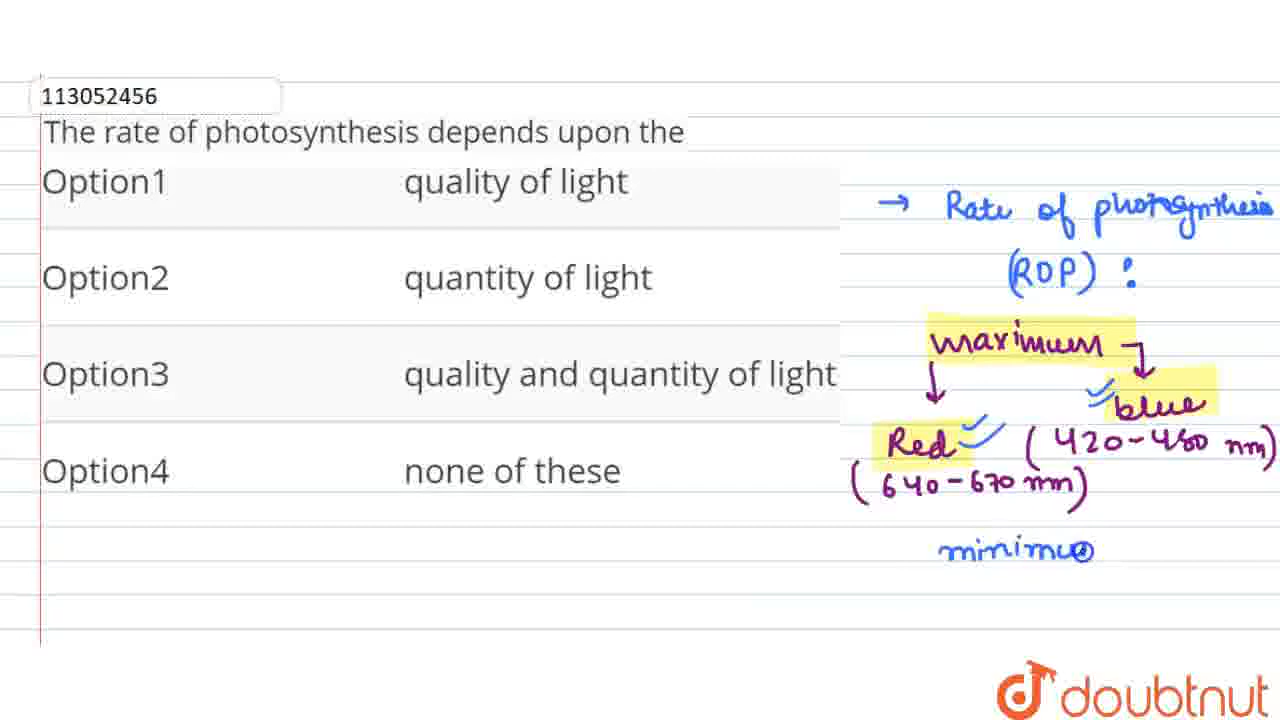 113052456
The rate of photosynthesis depends upon the
Option1 quality of light
Option2 quantity of light
Option3 quality and quantity of light
Option4 none of these
→ Rate of photosynthesis
(ROP) :
maximum
blue
Red
(420-480 nm)
(640-670 nm)
minimu
doubtnut